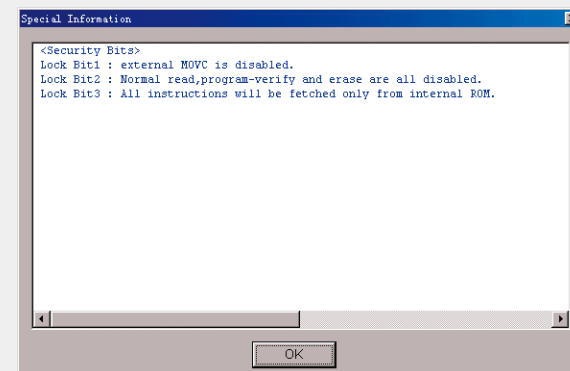 Special Information
<Security Bits>
Lock Bit1 : external MOVC is disabled.
Lock Bit2 : Normal read,program-verify and erase are all disabled.
Lock Bit3 : All instructions will be fetched only from internal ROM.
OK